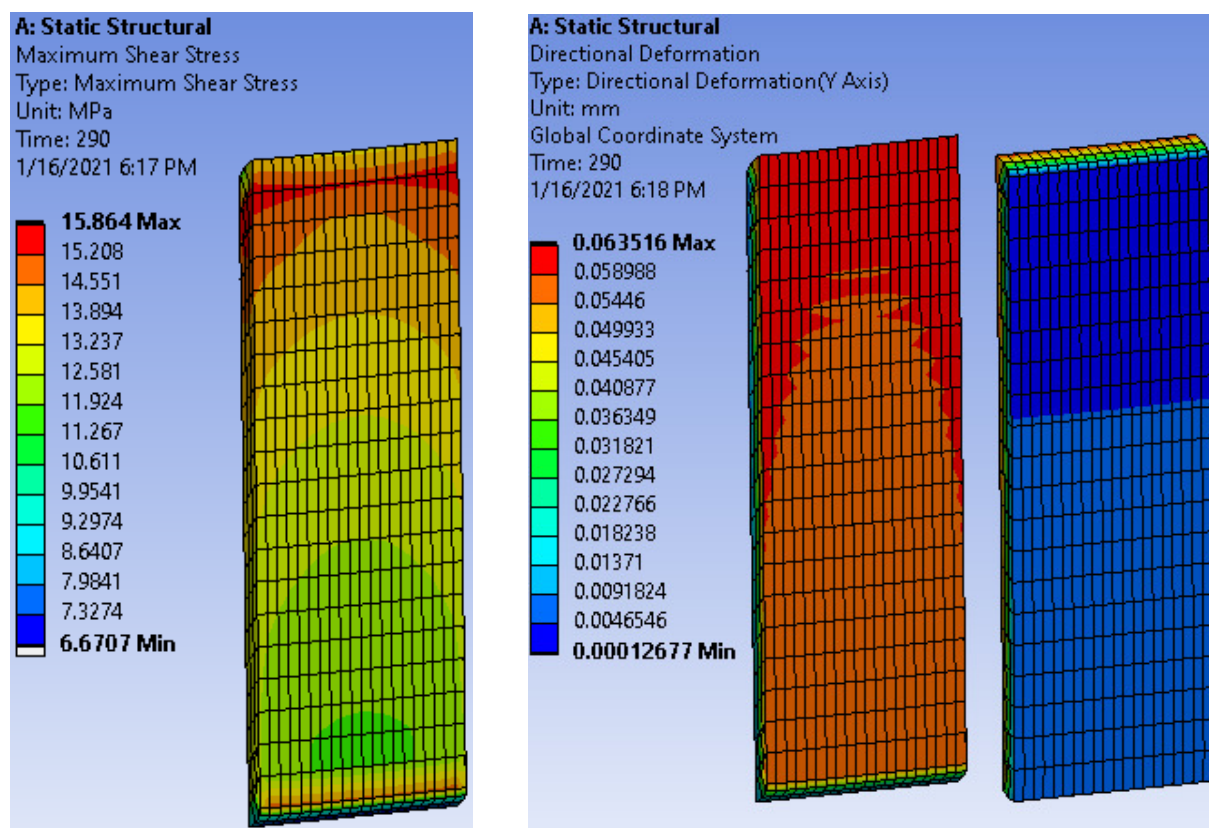 A: Static Structural
Maximum Shear Stress
Type: Maximum Shear Stress
Unit: MPa
Time: 290
1/16/2021 6:17 PM
15.864 Max
15.208
14.551
13.894
13.237
12.581
11.924
11.267
10.611
9.9541
9.2974
8.6407
7.9841
7.3274
6.6707 Min
A: Static Structural
Directional Deformation
Type: Directional Deformation(Y Axis)
Unit: mm
Global Coordinate System
Time: 290
1/16/2021 6:18 PM
0.063516 Max
0.058988
0.05446
0.049933
0.045405
0.040877
0.036349
0.031821
0.027294
0.022766
0.018238
0.01371
0.0091824
0.0046546
0.00012677 Min